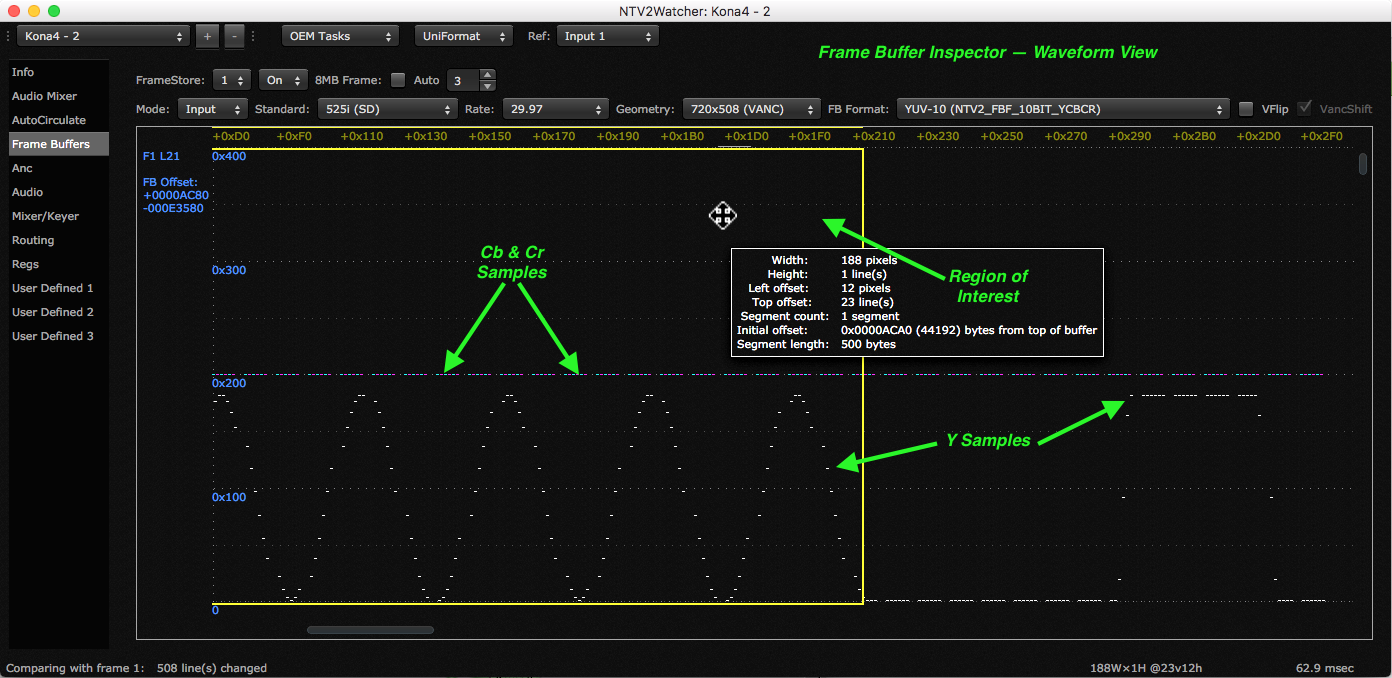 NTV2Watcher: Kona4 - 2
Kona4 - 2 + - OEM Tasks UniFormat Ref: Input 1
Frame Buffer Inspector — Waveform View
Info
Audio Mixer
AutoCirculate
Frame Buffers
Anc
Audio
Mixer/Keyer
Routing
Regs
User Defined 1
User Defined 2
User Defined 3
FrameStore: 1 On 8MB Frame: Auto 3
Mode: Input Standard: 525i (SD) Rate: 29.97 Geometry: 720x508 (VANC) FB Format: YUV-10 (NTV2_FBF_10BIT_YCBCR) VFlip VancShift
+0xD0 +0xF0 +0x110 +0x130 +0x150 +0x170 +0x190 +0x1B0 +0x1D0 +0x1F0 +0x210 +0x230 +0x250 +0x270 +0x290 +0x2B0 +0x2D0 +0x2F0
F1 L21 0x400
FB Offset:
+0000AC80
-000E3580
Cb & Cr
Samples
Width: 188 pixels
Height: 1 line(s)
Left offset: 12 pixels
Top offset: 23 line(s)
Segment count: 1 segment
Initial offset: 0x0000ACA0 (44192) bytes from top of buffer
Segment length: 500 bytes
Region of
Interest
0x300
0x200
Y Samples
0x100
0
Comparing with frame 1: 508 line(s) changed 188W×1H @23v12h 62.9 msec